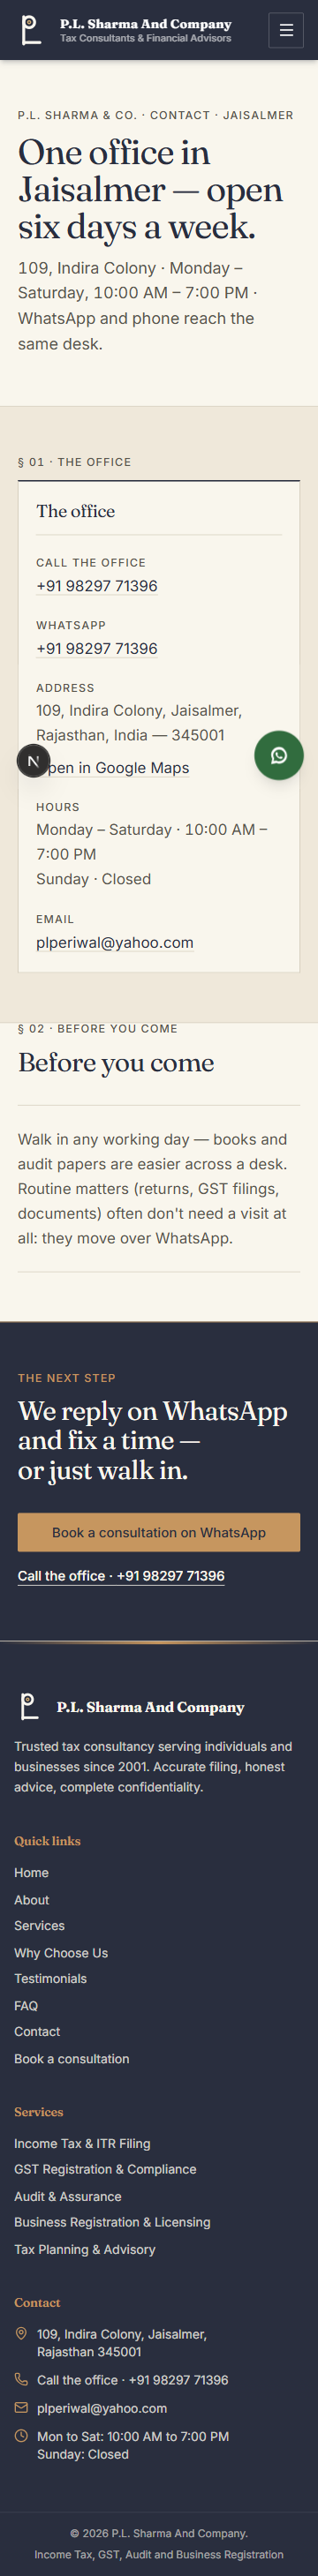 P.L. Sharma And Company
Tax Consultants & Financial Advisors
P.L. SHARMA & CO. · CONTACT · JAISALMER
One office in
Jaisalmer — open
six days a week.
109, Indira Colony · Monday –
Saturday, 10:00 AM – 7:00 PM ·
WhatsApp and phone reach the
same desk.
§ 01 · THE OFFICE
The office
CALL THE OFFICE
+91 98297 71396
WHATSAPP
+91 98297 71396
ADDRESS
109, Indira Colony, Jaisalmer,
Rajasthan, India — 345001
N
pen in Google Maps
HOURS
Monday – Saturday · 10:00 AM –
7:00 PM
Sunday · Closed
EMAIL
plperiwal@yahoo.com
§ 02 · BEFORE YOU COME
Before you come
Walk in any working day — books and
audit papers are easier across a desk.
Routine matters (returns, GST filings,
documents) often don't need a visit at
all: they move over WhatsApp.
THE NEXT STEP
We reply on WhatsApp
and fix a time —
or just walk in.
Book a consultation on WhatsApp
Call the office · +91 98297 71396
P.L. Sharma And Company
Trusted tax consultancy serving individuals and
businesses since 2001. Accurate filing, honest
advice, complete confidentiality.
Quick links
Home
About
Services
Why Choose Us
Testimonials
FAQ
Contact
Book a consultation
Services
Income Tax & ITR Filing
GST Registration & Compliance
Audit & Assurance
Business Registration & Licensing
Tax Planning & Advisory
Contact
109, Indira Colony, Jaisalmer,
Rajasthan 345001
Call the office · +91 98297 71396
plperiwal@yahoo.com
Mon to Sat: 10:00 AM to 7:00 PM
Sunday: Closed
© 2026 P.L. Sharma And Company.
Income Tax, GST, Audit and Business Registration